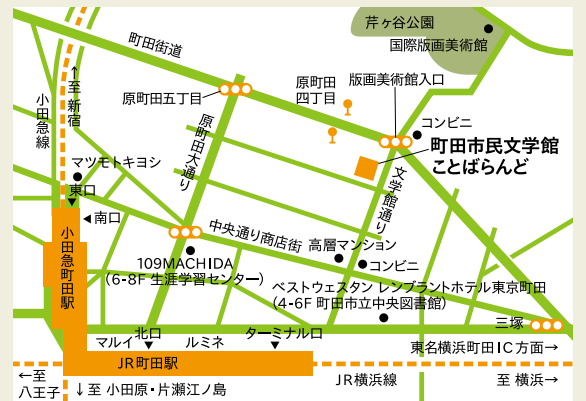 芹ヶ谷公園
国際版画美術館
町田街道
↑至 新宿
小田急線
原町田五丁目
原町田
四丁目
版画美術館入口
コンビニ
町田市民文学館
ことばらんど
原町田大通り
文学館通り
マツモトキヨシ
東口
南口
小田急町田駅
中央通り商店街
高層マンション
コンビニ
109MACHIDA
(6-8F 生涯学習センター)
ベストウェスタン レンブラントホテル東京町田
(4-6F 町田市立中央図書館)
三塚
マルイ
北口
ルミネ
ターミナル口
東名横浜町田IC方面→
JR町田駅
←至
八王子
↓至 小田原・片瀬江ノ島
JR横浜線
至 横浜→